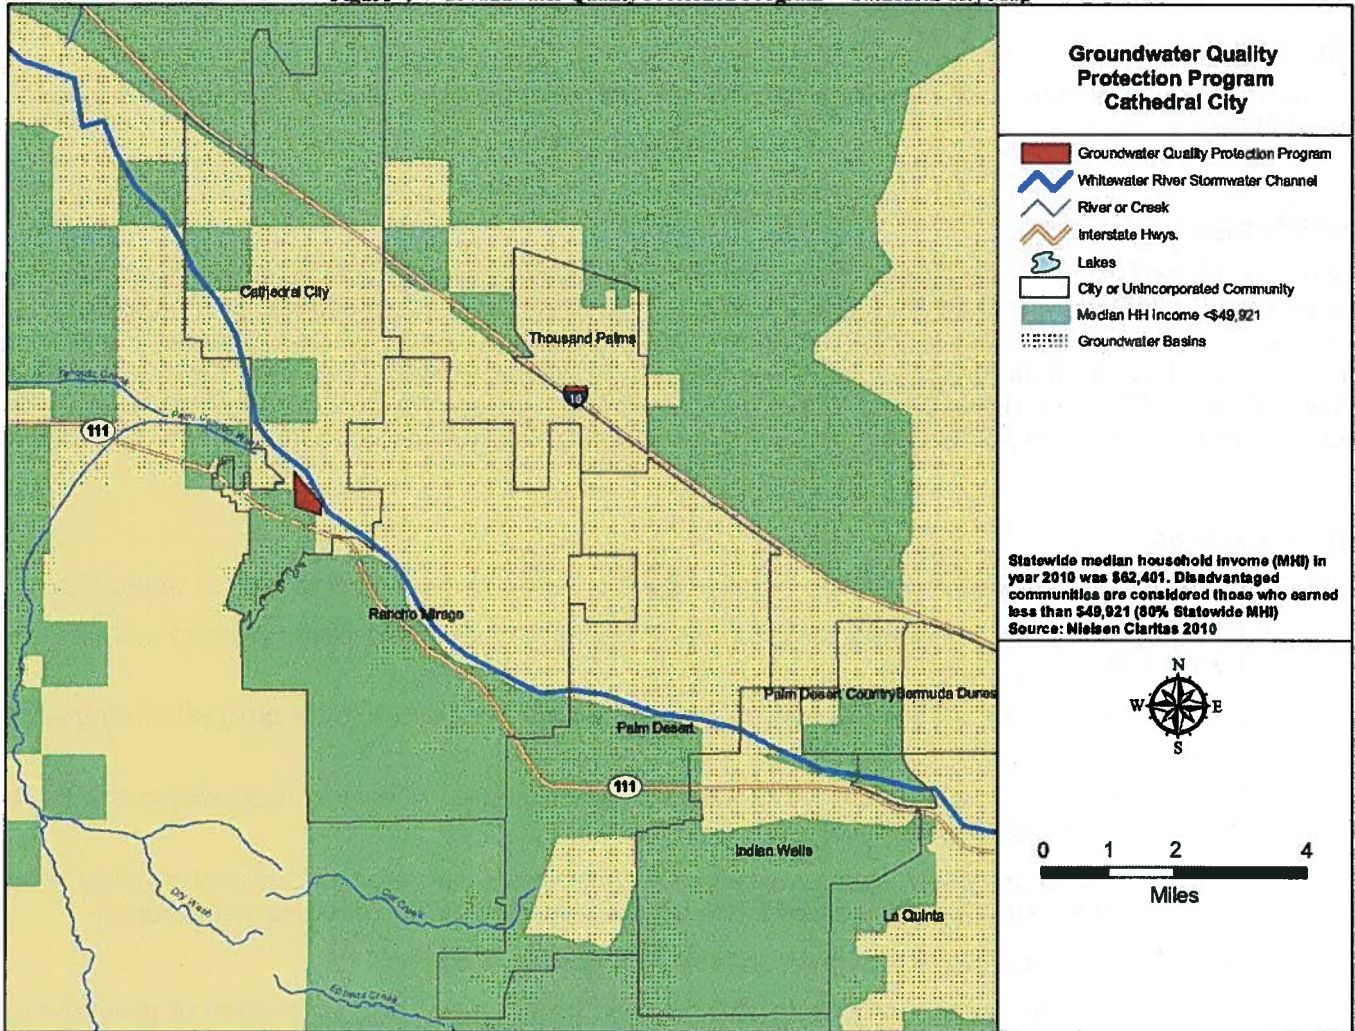 Groundwater Quality
Protection Program
Cathedral City
Groundwater Quality Protection Program
Whitewater River Stormwater Channel
River or Creek
Interstate Hwys.
Lakes
City or Unincorporated Community
Median HH Income <$49,921
Groundwater Basins
Statewide median household invome (MHI) in
year 2010 was $62,401. Disadvantaged
communities are considered those who earned
less than $49,921 (80% Statewide MHI)
Source: Nielsen Claritas 2010
N
W E
S
0 1 2 4
Miles
Cathedral City
Thousand Palms
10
111
Rancho Mirage
Palm Desert Country
Bermuda Dunes
Palm Desert
111
Indian Wells
La Quinta
Dry Wash
Cat Creek